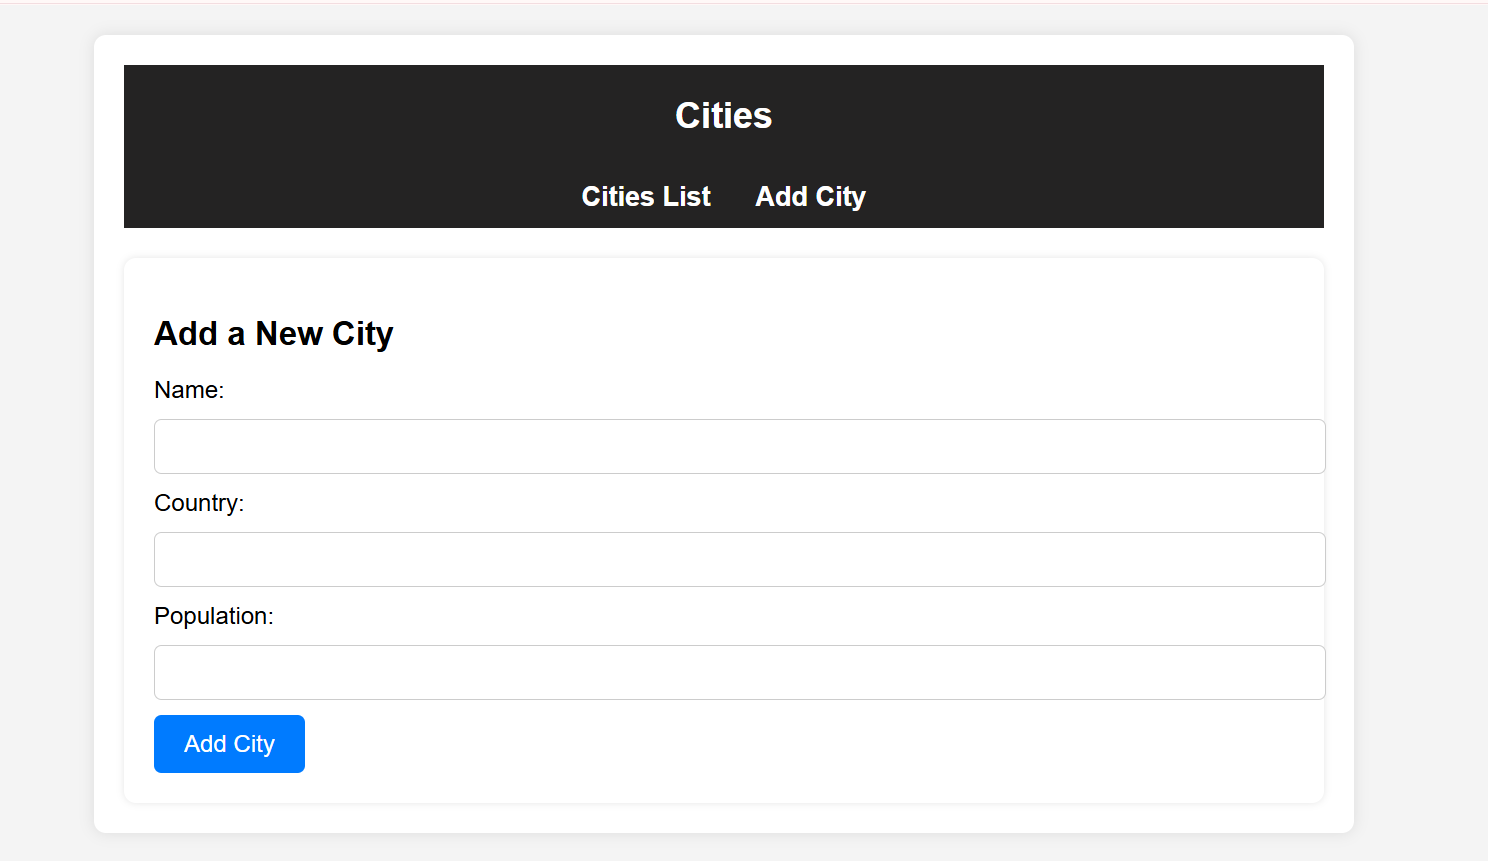 Cities
Cities List Add City
Add a New City
Name:
Country:
Population:
Add City